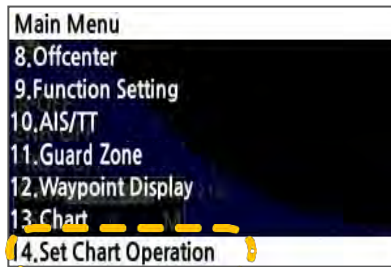 Main Menu
8.Offcenter
9.Function Setting
10.AIS/TT
11.Guard Zone
12.Waypoint Display
13.Chart
14.Set Chart Operation